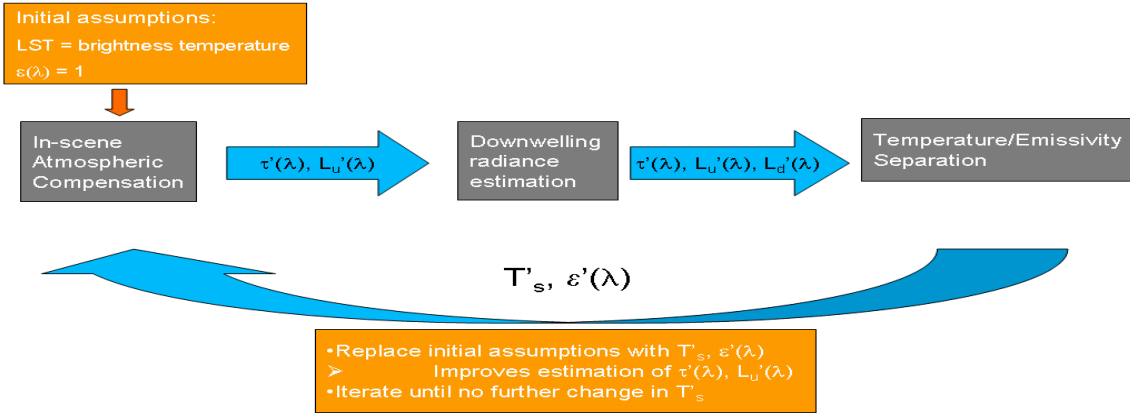 Initial assumptions:
LST = brightness temperature
ε(λ) = 1
In-scene
Atmospheric
Compensation
τ'(λ), Lu'(λ)
Downwelling
radiance
estimation
τ'(λ), Lu'(λ), Ld'(λ)
Temperature/Emissivity
Separation
T's, ε'(λ)
•Replace initial assumptions with T's, ε'(λ)
➢ Improves estimation of τ'(λ), Lu'(λ)
•Iterate until no further change in T's